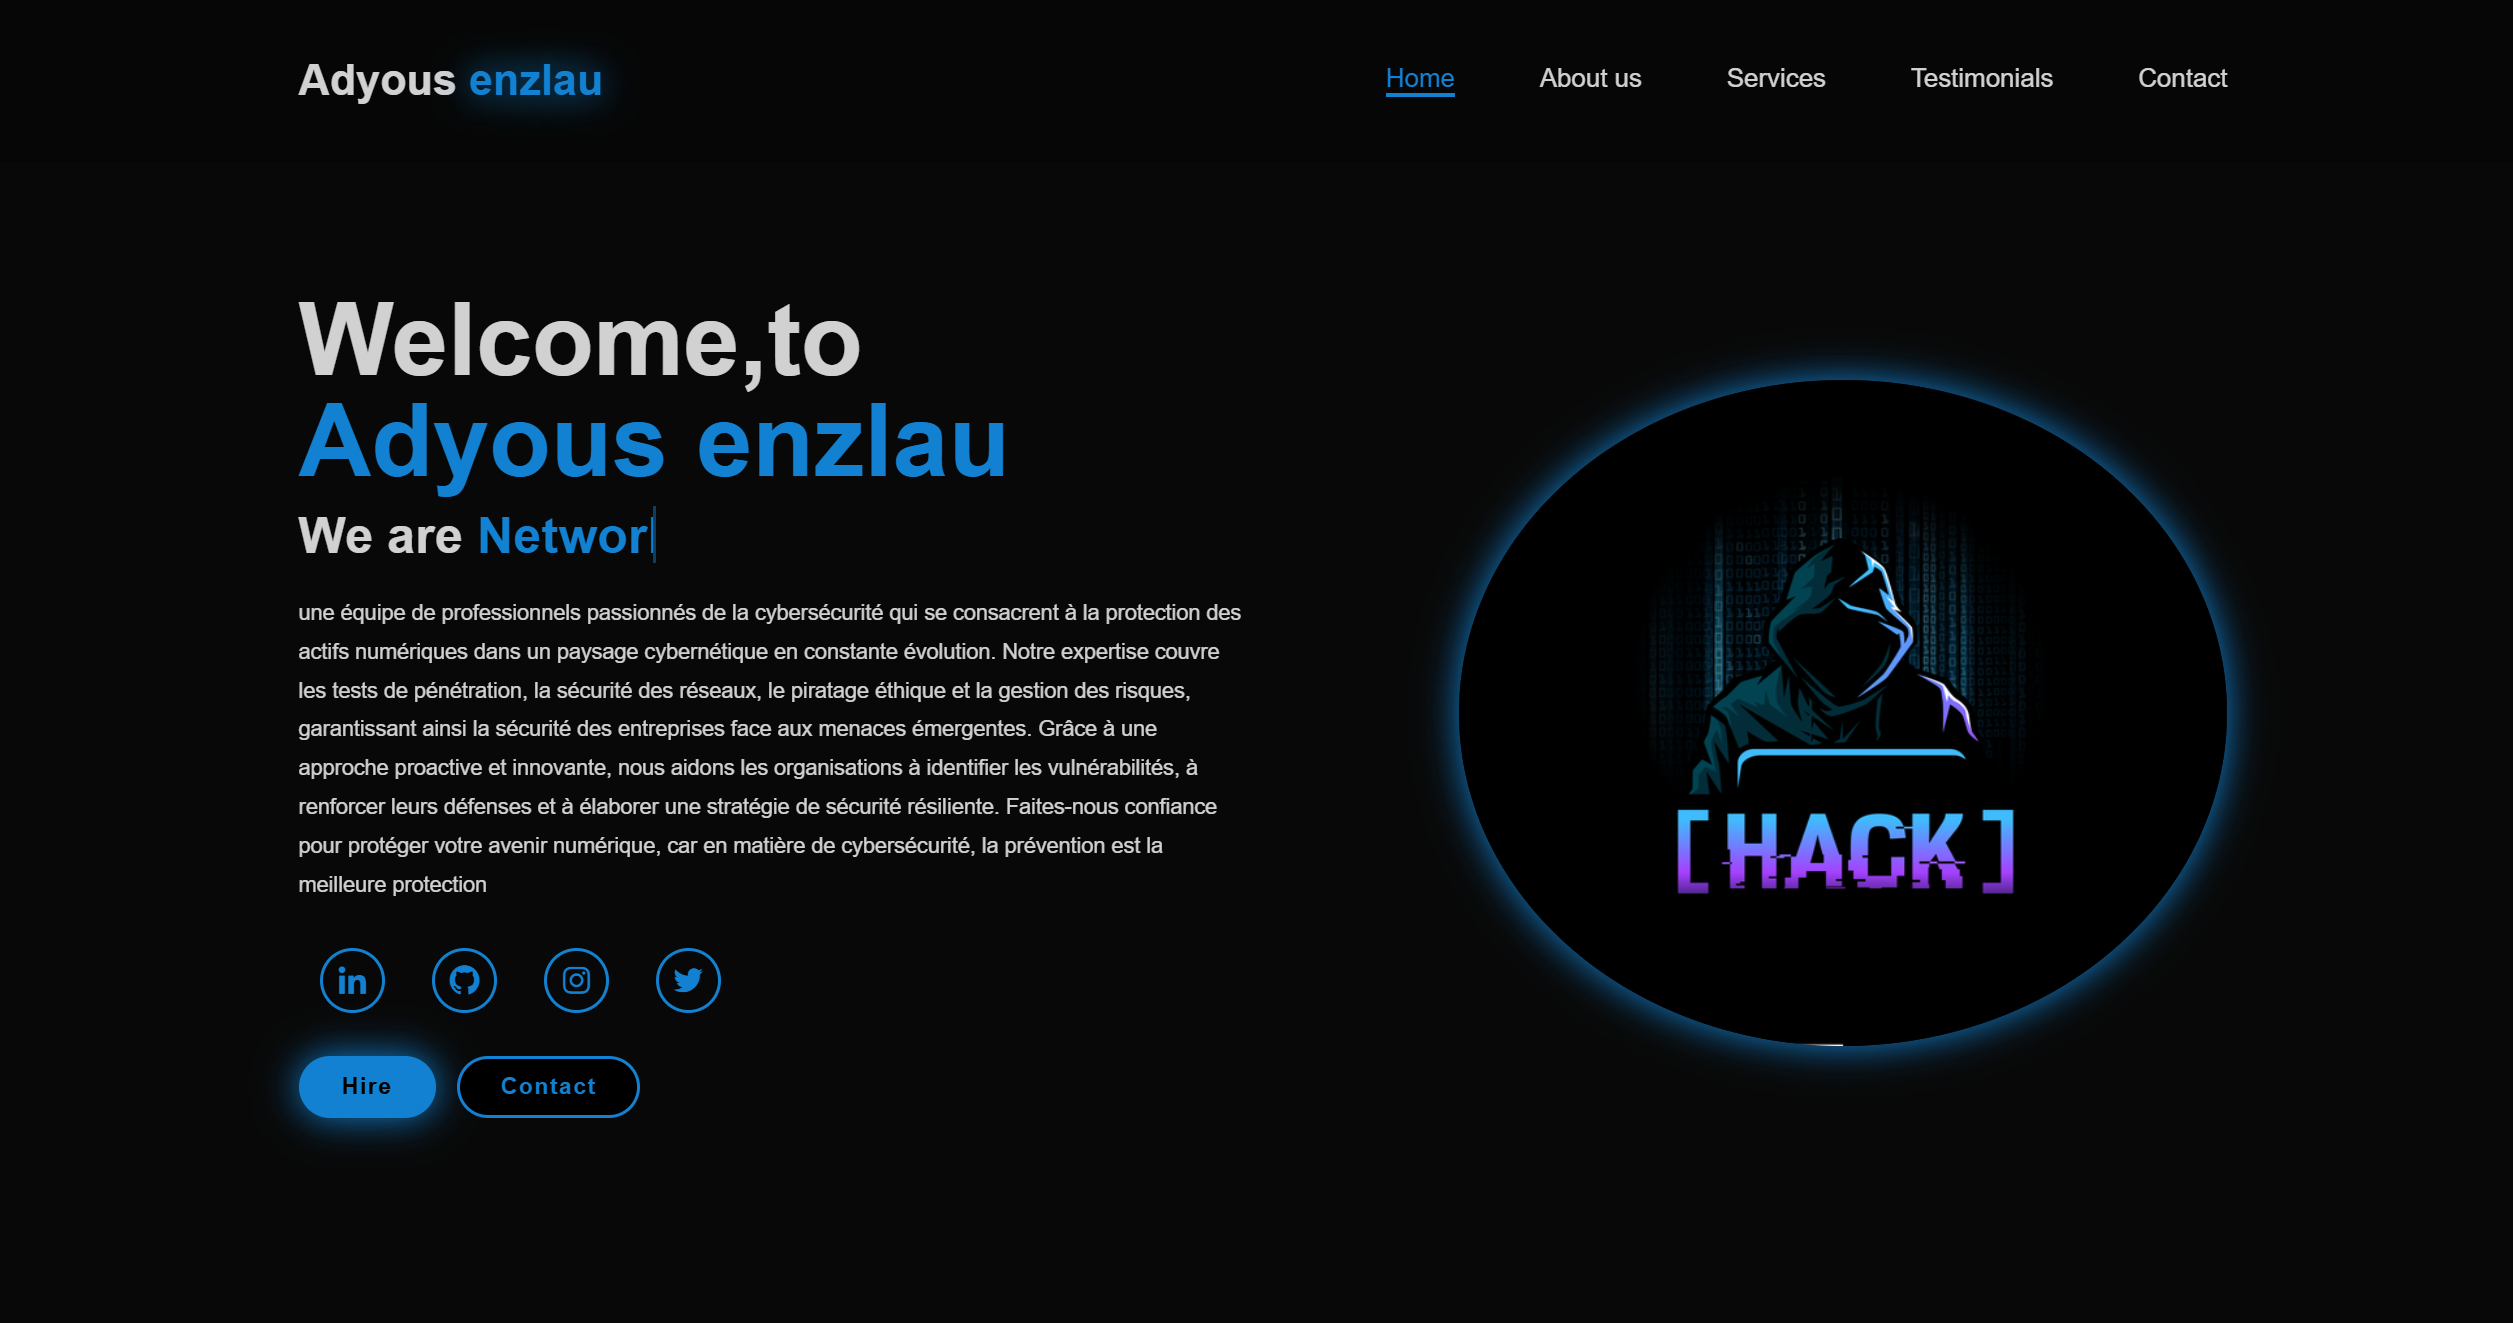 Adyous enzlau
Home About us Services Testimonials Contact
Welcome,to
Adyous enzlau
We are Networ
une équipe de professionnels passionnés de la cybersécurité qui se consacrent à la protection des
actifs numériques dans un paysage cybernétique en constante évolution. Notre expertise couvre
les tests de pénétration, la sécurité des réseaux, le piratage éthique et la gestion des risques,
garantissant ainsi la sécurité des entreprises face aux menaces émergentes. Grâce à une
approche proactive et innovante, nous aidons les organisations à identifier les vulnérabilités, à
renforcer leurs défenses et à élaborer une stratégie de sécurité résiliente. Faites-nous confiance
pour protéger votre avenir numérique, car en matière de cybersécurité, la prévention est la
meilleure protection
in
Hire Contact
[HACK]